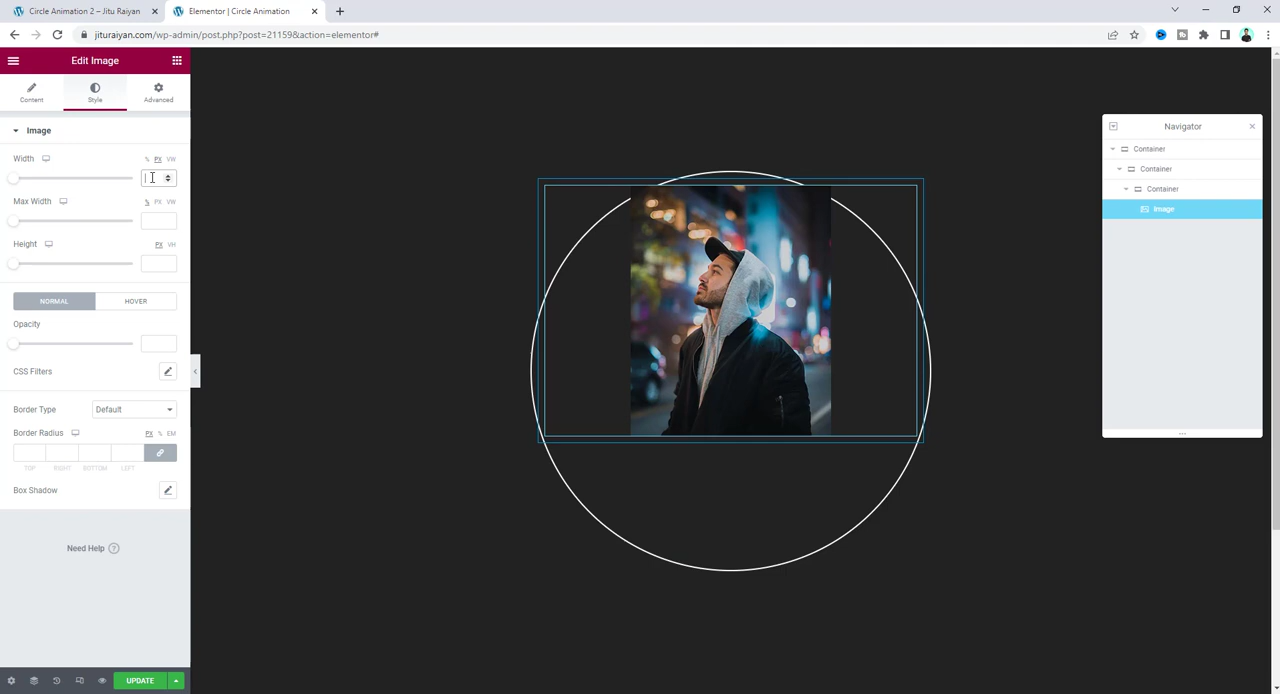 Circle Animation 2 – Jitu Raiyan
Elementor | Circle Animation
jituraiyan.com/wp-admin/post.php?post=21159&action=elementor#
Edit Image
Content
Style
Advanced
Image
Width
% PX VW
Max Width
% PX VW
Height
PX VH
NORMAL
HOVER
Opacity
CSS Filters
Border Type
Default
Border Radius
PX % EM
TOP RIGHT BOTTOM LEFT
Box Shadow
Need Help
UPDATE
Navigator
Container
Container
Container
Image